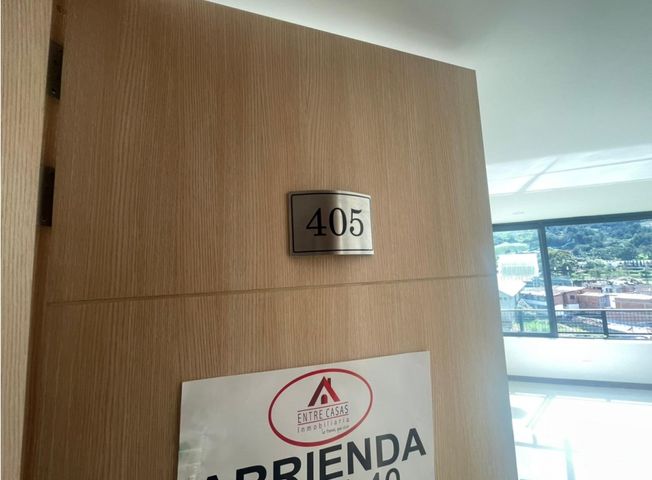 405
ENTRE CASAS
Inmobiliaria
ARRIENDA